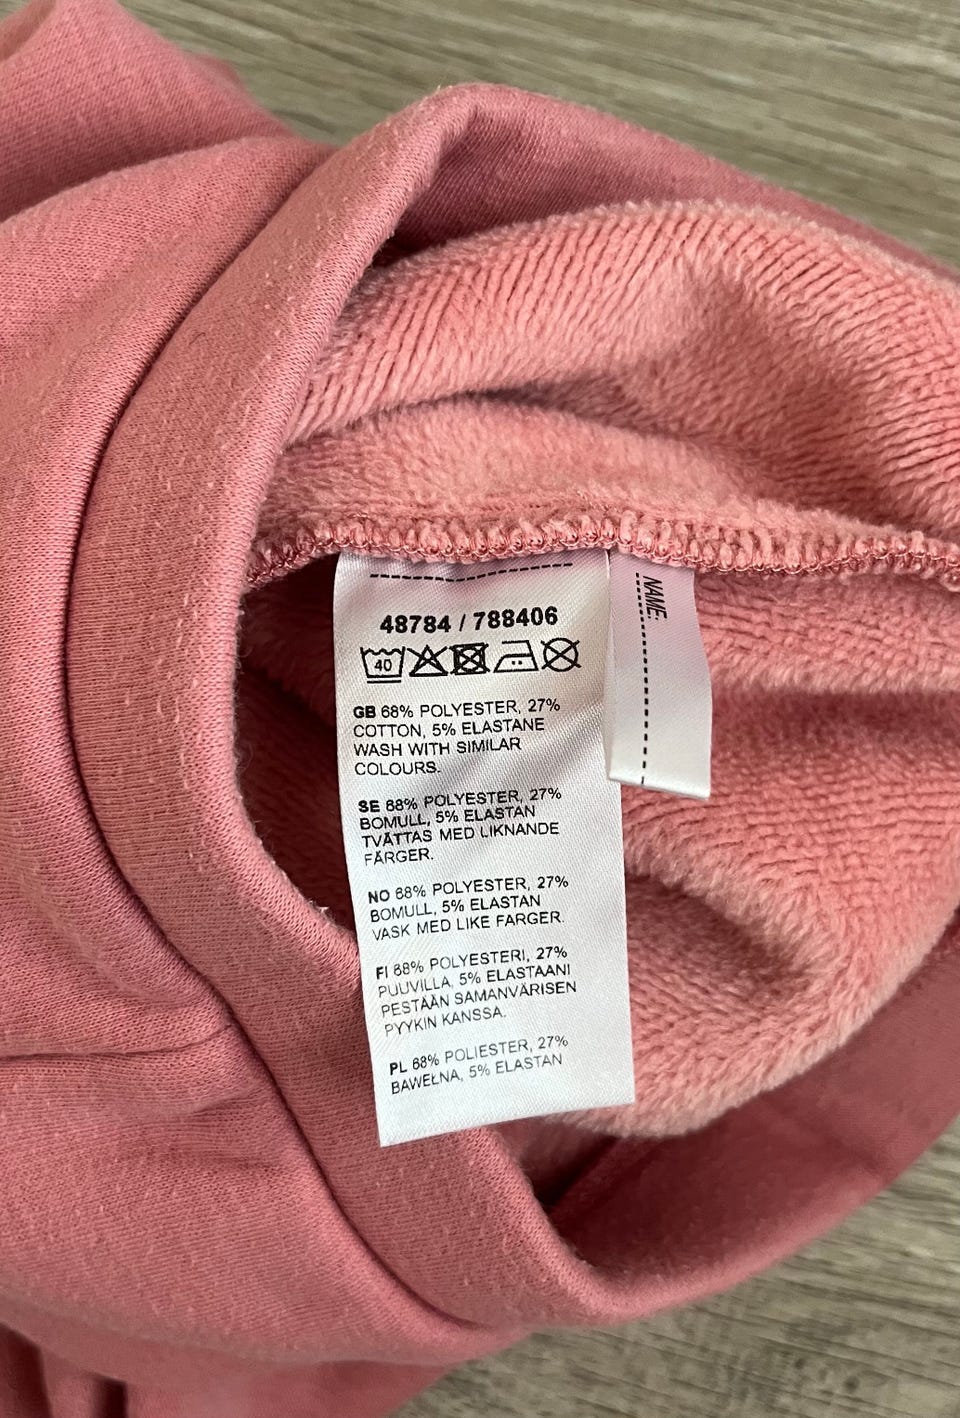 48784 / 788406
40
GB 68% POLYESTER, 27%
COTTON, 5% ELASTANE
WASH WITH SIMILAR
COLOURS.
SE 68% POLYESTER, 27%
BOMULL, 5% ELASTAN
TVÄTTAS MED LIKNANDE
FÄRGER.
NO 68% POLYESTER, 27%
BOMULL, 5% ELASTAN
VASK MED LIKE FARGER.
FI 68% POLYESTERI, 27%
PUUVILLA, 5% ELASTAANI
PESTÄÄN SAMANVÄRISEN
PYYKIN KANSSA.
PL 68% POLIESTER, 27%
BAWEŁNA, 5% ELASTAN
NAME: